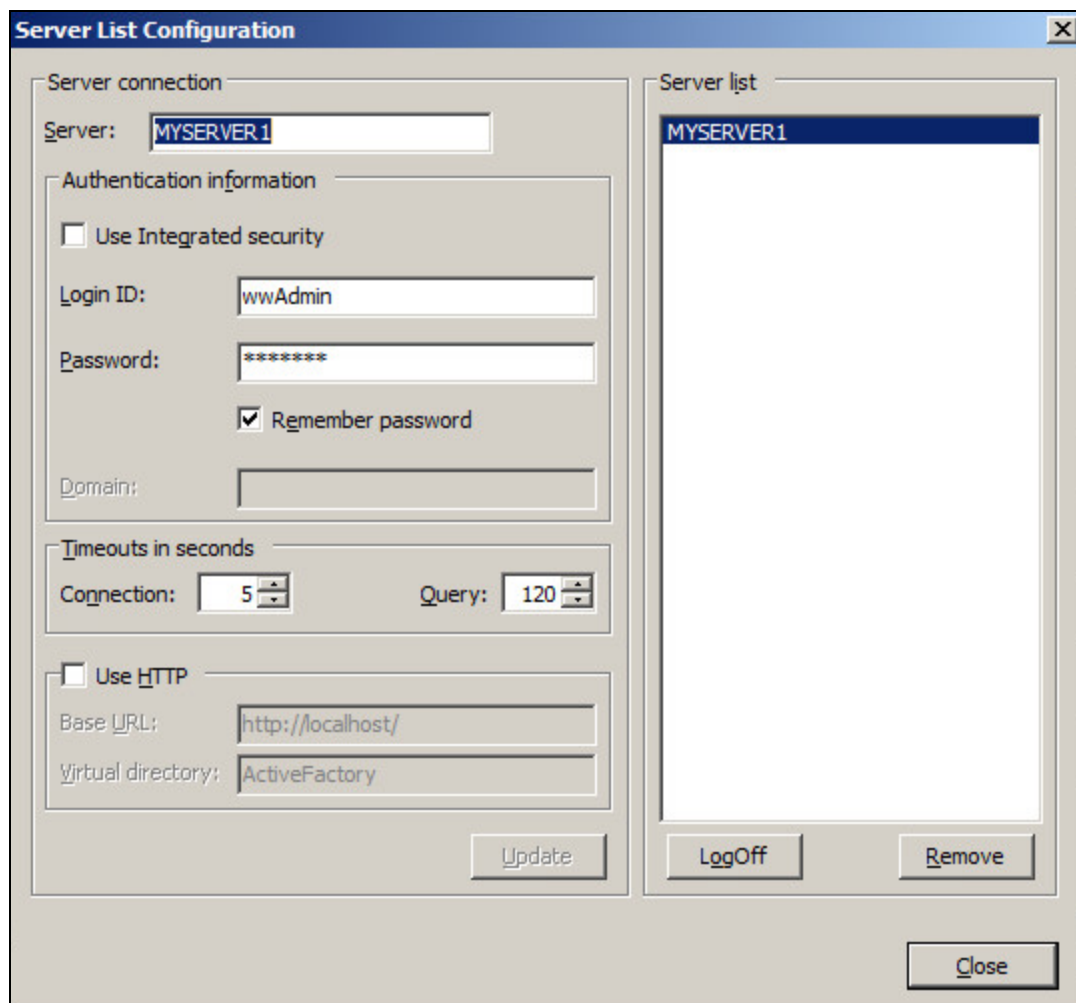 Server List Configuration
Server connection
Server: MYSERVER1
Authentication information
Use Integrated security
Login ID: wwAdmin
Password: *******
Remember password
Domain:
Timeouts in seconds
Connection: 5 Query: 120
Use HTTP
Base URL: http://localhost/
Virtual directory: ActiveFactory
Update
Server list
MYSERVER1
LogOff Remove
Close